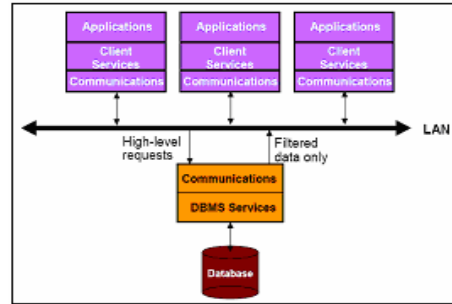 Applications
Client
Services
Communications
Applications
Client
Services
Communications
Applications
Client
Services
Communications
LAN
High-level
requests
Filtered
data only
Communications
DBMS Services
Database